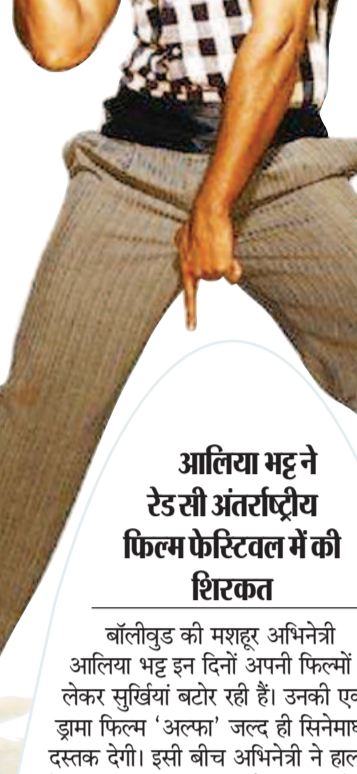 आलिया भट्ट ने
रेड सी अंतर्राष्ट्रीय
फिल्म फेस्टिवल में की
शिरकत
बॉलीवुड की मशहूर अभिनेत्री
आलिया भट्ट इन दिनों अपनी फिल्मों
लेकर सुर्खियां बटोर रही हैं। उनकी
ड्रामा फिल्म ‘अल्फा’ जल्द ही
दस्तक देगी। इसी बीच अभिनेत्री ने